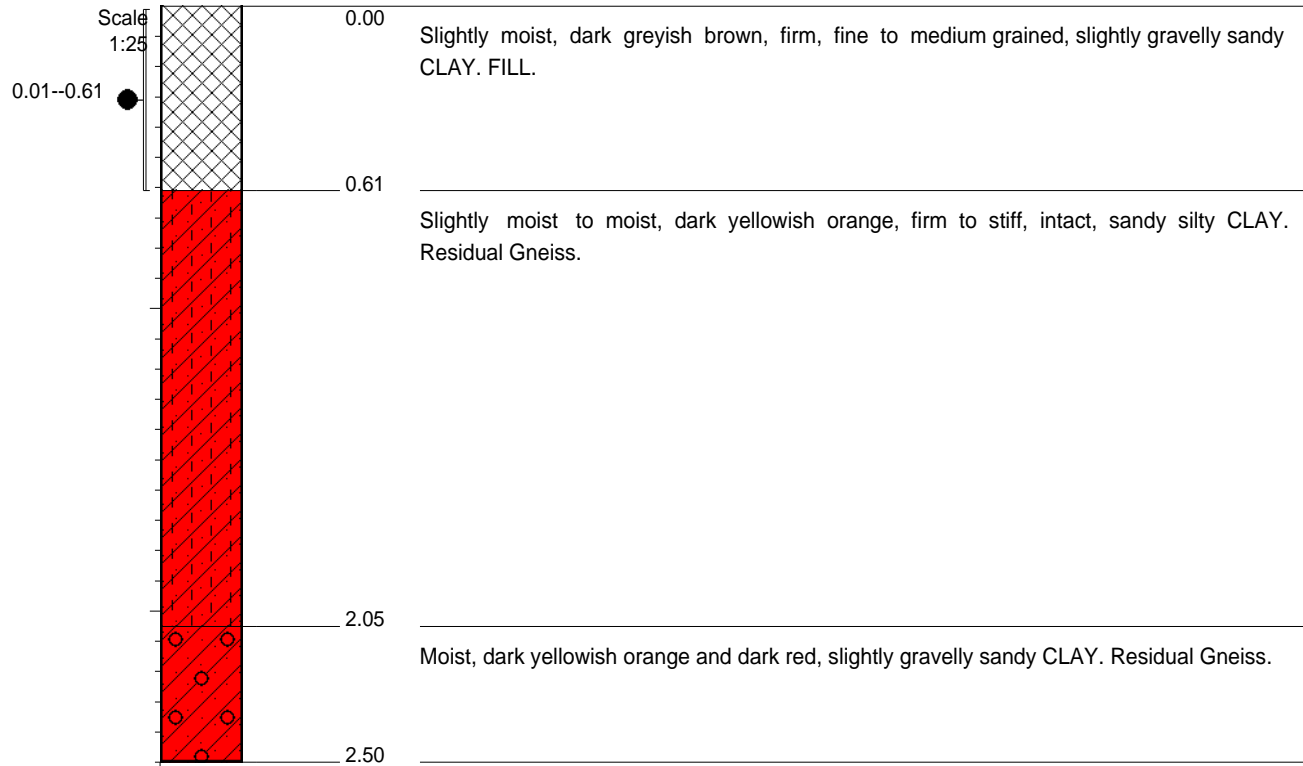 Scale
1:25
0.00
Slightly moist, dark greyish brown, firm, fine to medium grained, slightly gravelly sandy
CLAY. FILL.
0.01--0.61
0.61
Slightly moist to moist, dark yellowish orange, firm to stiff, intact, sandy silty CLAY.
Residual Gneiss.
2.05
Moist, dark yellowish orange and dark red, slightly gravelly sandy CLAY. Residual Gneiss.
2.50